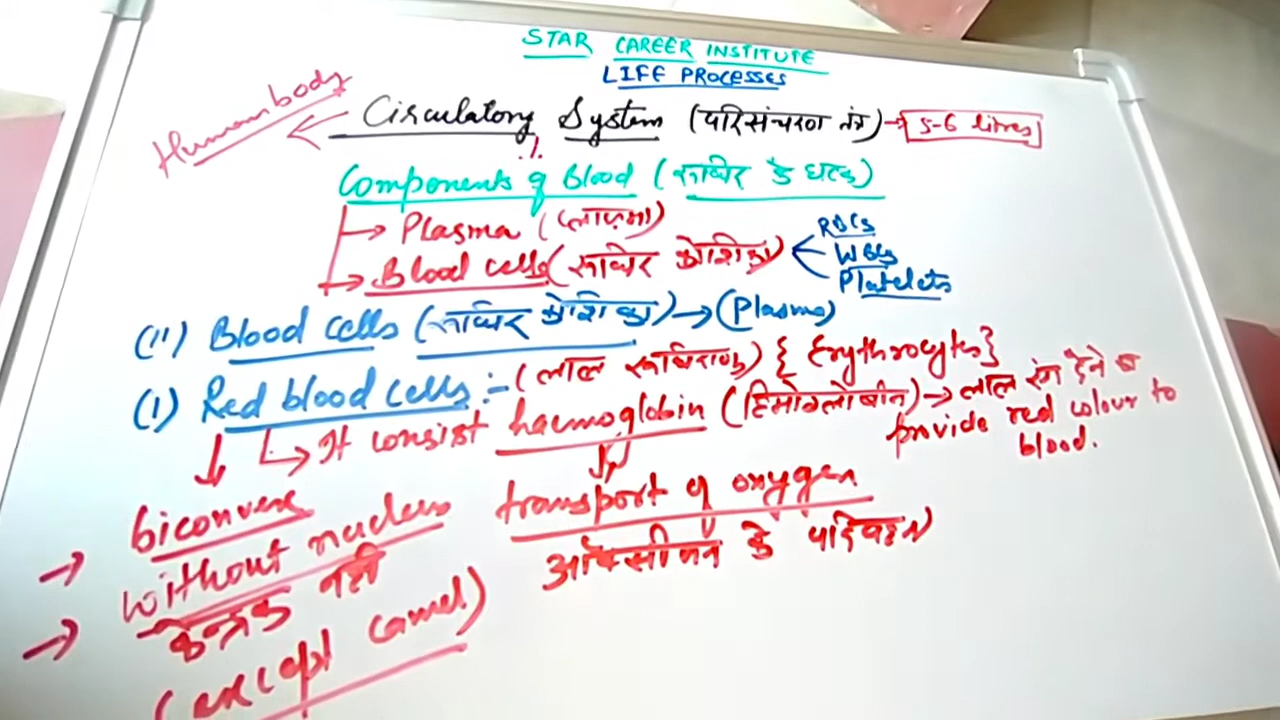 STAR CAREER INSTITUTE
LIFE PROCESSES
Human body ← Circulatory System (परिसंचरण तंत्र) → 5-6 litres
Components of Blood (रूधिर के घटक)
→ Plasma (प्लाज़मा)
→ Blood cells (रूधिर कोशिका) RBCs
WBCs
Platelets
(II) Blood cells (रूधिर कोशिका) → (Plasma)
(I) Red blood cells :- (लाल रूधिराणु) { Erythrocytes}
→ It consist haemoglobin (हिमोग्लोबीन) → लाल रंग देने
provide red colour to
blood.
→ biconvex
transport of oxygen
ऑक्सीजन के परिवहन
→ without nucleus
केन्द्रक नही
(except camel)